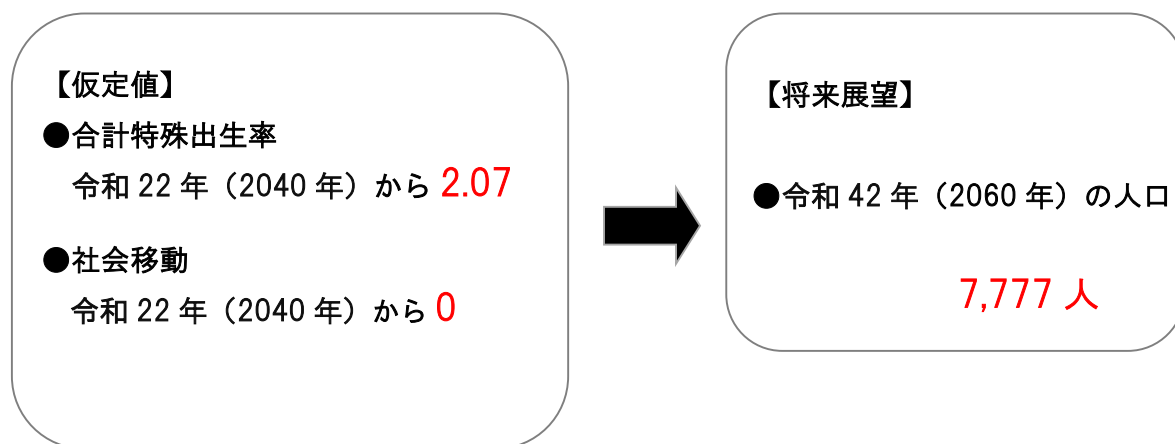 【仮定値】
●合計特殊出生率
令和 22 年（2040 年）から 2.07
●社会移動
令和 22 年（2040 年）から 0
【将来展望】
●令和 42 年（2060 年）の人口
7,777 人